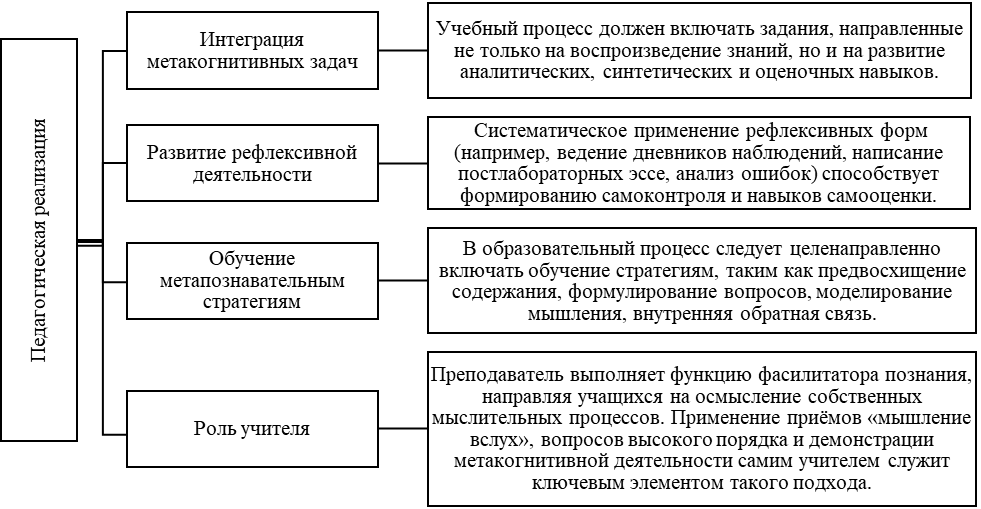 Педагогическая реализация
Интеграция
метакогнитивных задач
Учебный процесс должен включать задания, направленные
не только на воспроизведение знаний, но и на развитие
аналитических, синтетических и оценочных навыков.
Развитие рефлексивной
деятельности
Систематическое применение рефлексивных форм
(например, ведение дневников наблюдений, написание
постлабораторных эссе, анализ ошибок) способствует
формированию самоконтроля и навыков самооценки.
Обучение
метапознавательным
стратегиям
В образовательный процесс следует целенаправленно
включать обучение стратегиям, таким как предвосхищение
содержания, формулирование вопросов, моделирование
мышления, внутренняя обратная связь.
Роль учителя
Преподаватель выполняет функцию фасилитатора познания,
направляя учащихся на осмысление собственных
мыслительных процессов. Применение приёмов «мышление
вслух», вопросов высокого порядка и демонстрации
метакогнитивной деятельности самим учителем служит
ключевым элементом такого подхода.